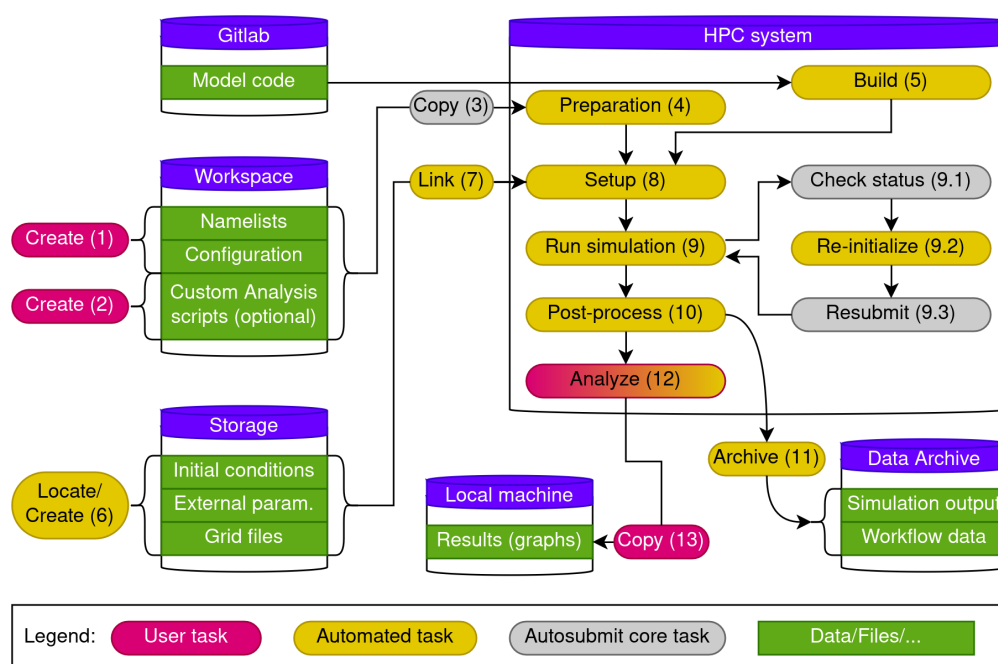 Gitlab
HPC system
Model code
Build (5)
Copy (3)
Preparation (4)
Workspace
Link (7)
Setup (8)
Check status (9.1)
Namelists
Create (1)
Configuration
Run simulation (9)
Re-initialize (9.2)
Create (2)
Custom Analysis
scripts (optional)
Post-process (10)
Resubmit (9.3)
Analyze (12)
Storage
Initial conditions
Archive (11)
Data Archive
Locate/
Create (6)
External param.
Local machine
Simulation output
Grid files
Results (graphs)
Copy (13)
Workflow data
Legend:
User task
Automated task
Autosubmit core task
Data/Files/...